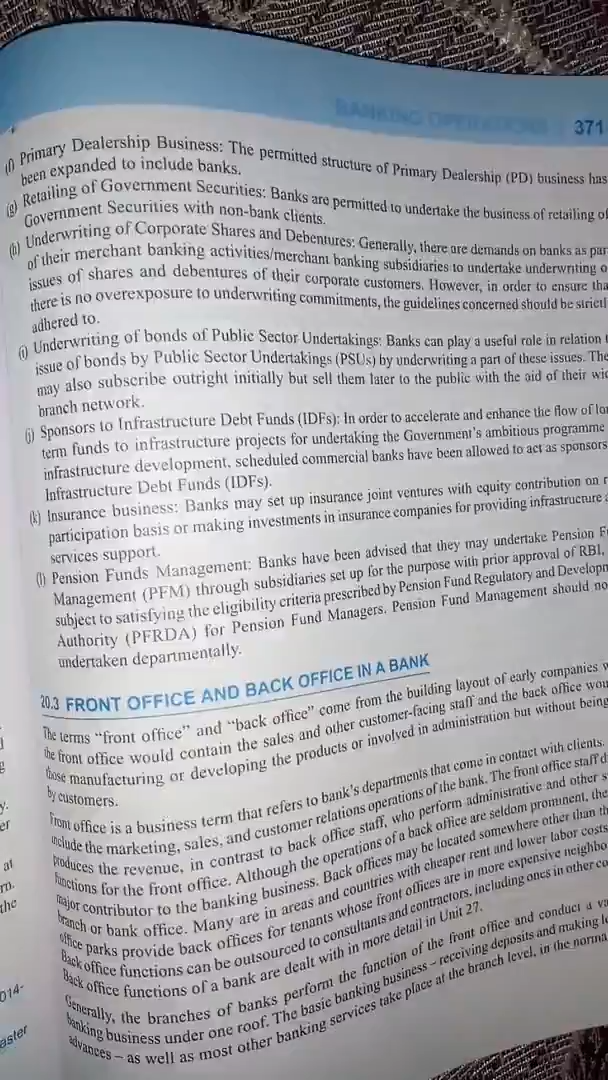 BANKING OPERATIONS 371
(f) Primary Dealership Business: The permitted structure of Primary Dealership (PD) business has
been expanded to include banks.
(g) Retailing of Government Securities: Banks are permitted to undertake the business of retailing of
Government Securities with non-bank clients.
(h) Underwriting of Corporate Shares and Debentures: Generally, there are demands on banks as par
of their merchant banking activities/merchant banking subsidiaries to undertake underwriting o
issues of shares and debentures of their corporate customers. However, in order to ensure tha
there is no overexposure to underwriting commitments, the guidelines concerned should be strictl
adhered to.
(i) Underwriting of bonds of Public Sector Undertakings: Banks can play a useful role in relation t
issue of bonds by Public Sector Undertakings (PSUs) by underwriting a part of these issues. The
may also subscribe outright initially but sell them later to the public with the aid of their wid
branch network.
(j) Sponsors to Infrastructure Debt Funds (IDFs): In order to accelerate and enhance the flow of lon
term funds to infrastructure projects for undertaking the Government's ambitious programme
infrastructure development, scheduled commercial banks have been allowed to act as sponsors
Infrastructure Debt Funds (IDFs).
(k) Insurance business: Banks may set up insurance joint ventures with equity contribution on r
participation basis or making investments in insurance companies for providing infrastructure a
services support.
(l) Pension Funds Management: Banks have been advised that they may undertake Pension F
Management (PFM) through subsidiaries set up for the purpose with prior approval of RBI,
subject to satisfying the eligibility criteria prescribed by Pension Fund Regulatory and Developm
Authority (PFRDA) for Pension Fund Managers. Pension Fund Management should no
undertaken departmentally.
20.3 FRONT OFFICE AND BACK OFFICE IN A BANK
The terms "front office" and "back office" come from the building layout of early companies w
the front office would contain the sales and other customer-facing staff and the back office wou
those manufacturing or developing the products or involved in administration but without being
by customers.
Front office is a business term that refers to bank's departments that come in contact with clients.
include the marketing, sales, and customer relations operations of the bank. The front office staff d
produces the revenue, in contrast to back office staff, who perform administrative and other s
functions for the front office. Although the operations of a back office are seldom prominent, the
major contributor to the banking business. Back offices may be located somewhere other than th
branch or bank office. Many are in areas and countries with cheaper rent and lower labor costs
office parks provide back offices for tenants whose front offices are in more expensive neighbo
Back office functions can be outsourced to consultants and contractors, including ones in other co
Back office functions of a bank are dealt with in more detail in Unit 27.
Generally, the branches of banks perform the function of the front office and conduct a va
banking business under one roof. The basic banking business – receiving deposits and making l
advances – as well as most other banking services take place at the branch level, in the norma
y.
er
at
rn.
the
014-
aster